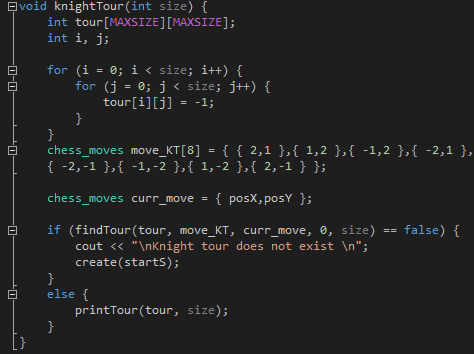 void knightTour(int size) {
    int tour[MAXSIZE][MAXSIZE];
    int i, j;

    for (i = 0; i < size; i++) {
        for (j = 0; j < size; j++) {
            tour[i][j] = -1;
        }
    }
    chess_moves move_KT[8] = { { 2,1 },{ 1,2 },{ -1,2 },{ -2,1 },
    { -2,-1 },{ -1,-2 },{ 1,-2 },{ 2,-1 } };

    chess_moves curr_move = { posX,posY };

    if (findTour(tour, move_KT, curr_move, 0, size) == false) {
        cout << "\nKnight tour does not exist \n";
        create(startS);
    }
    else {
        printTour(tour, size);
    }
}